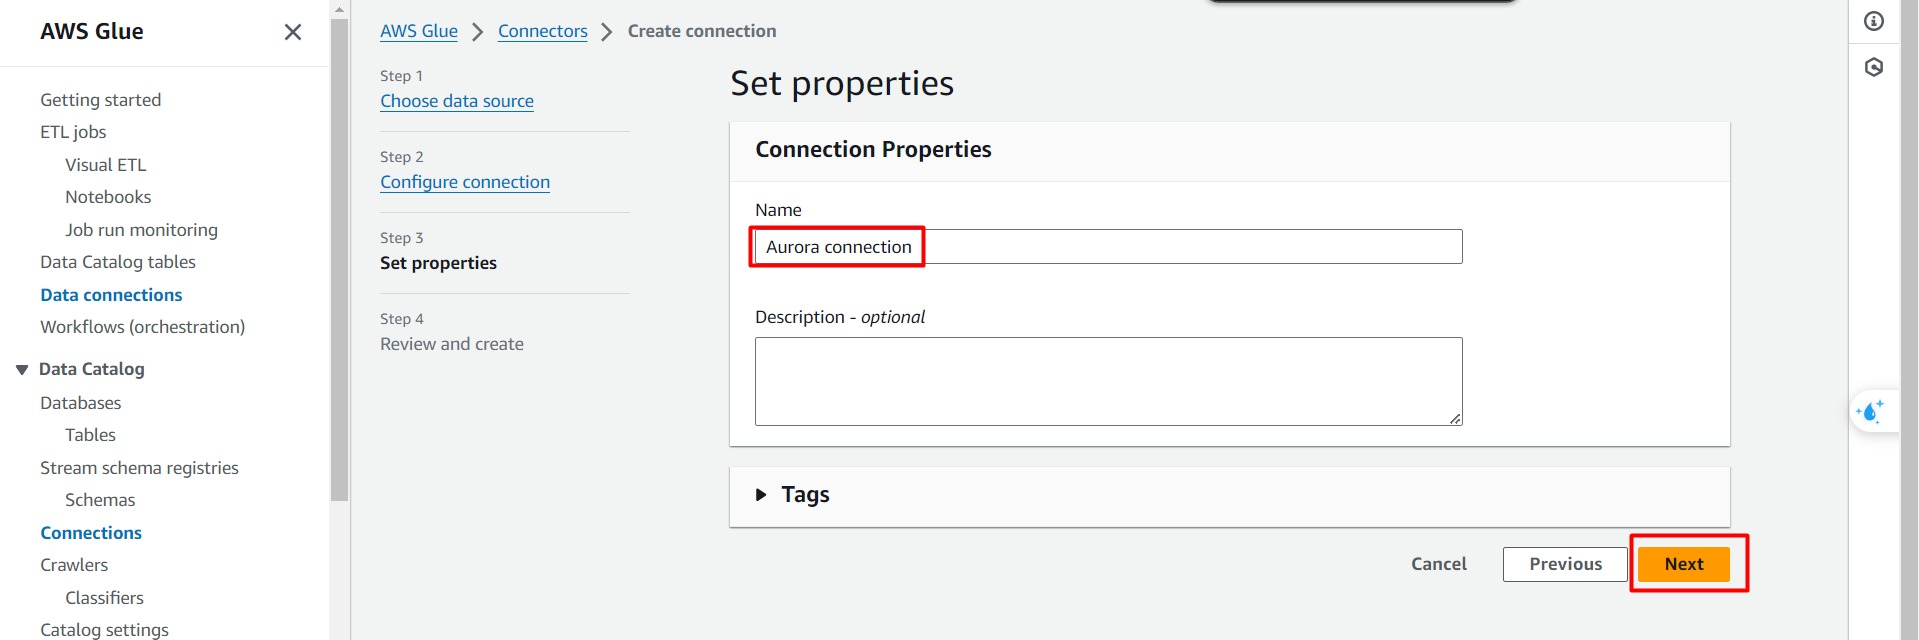 AWS Glue
Getting started
ETL jobs
Visual ETL
Notebooks
Job run monitoring
Data Catalog tables
Data connections
Workflows (orchestration)
Data Catalog
Databases
Tables
Stream schema registries
Schemas
Connections
Crawlers
Classifiers
Catalog settings
AWS Glue > Connectors > Create connection
Step 1
Choose data source
Step 2
Configure connection
Step 3
Set properties
Step 4
Review and create
Set properties
Connection Properties
Name
Aurora connection
Description - optional
Tags
Cancel Previous Next